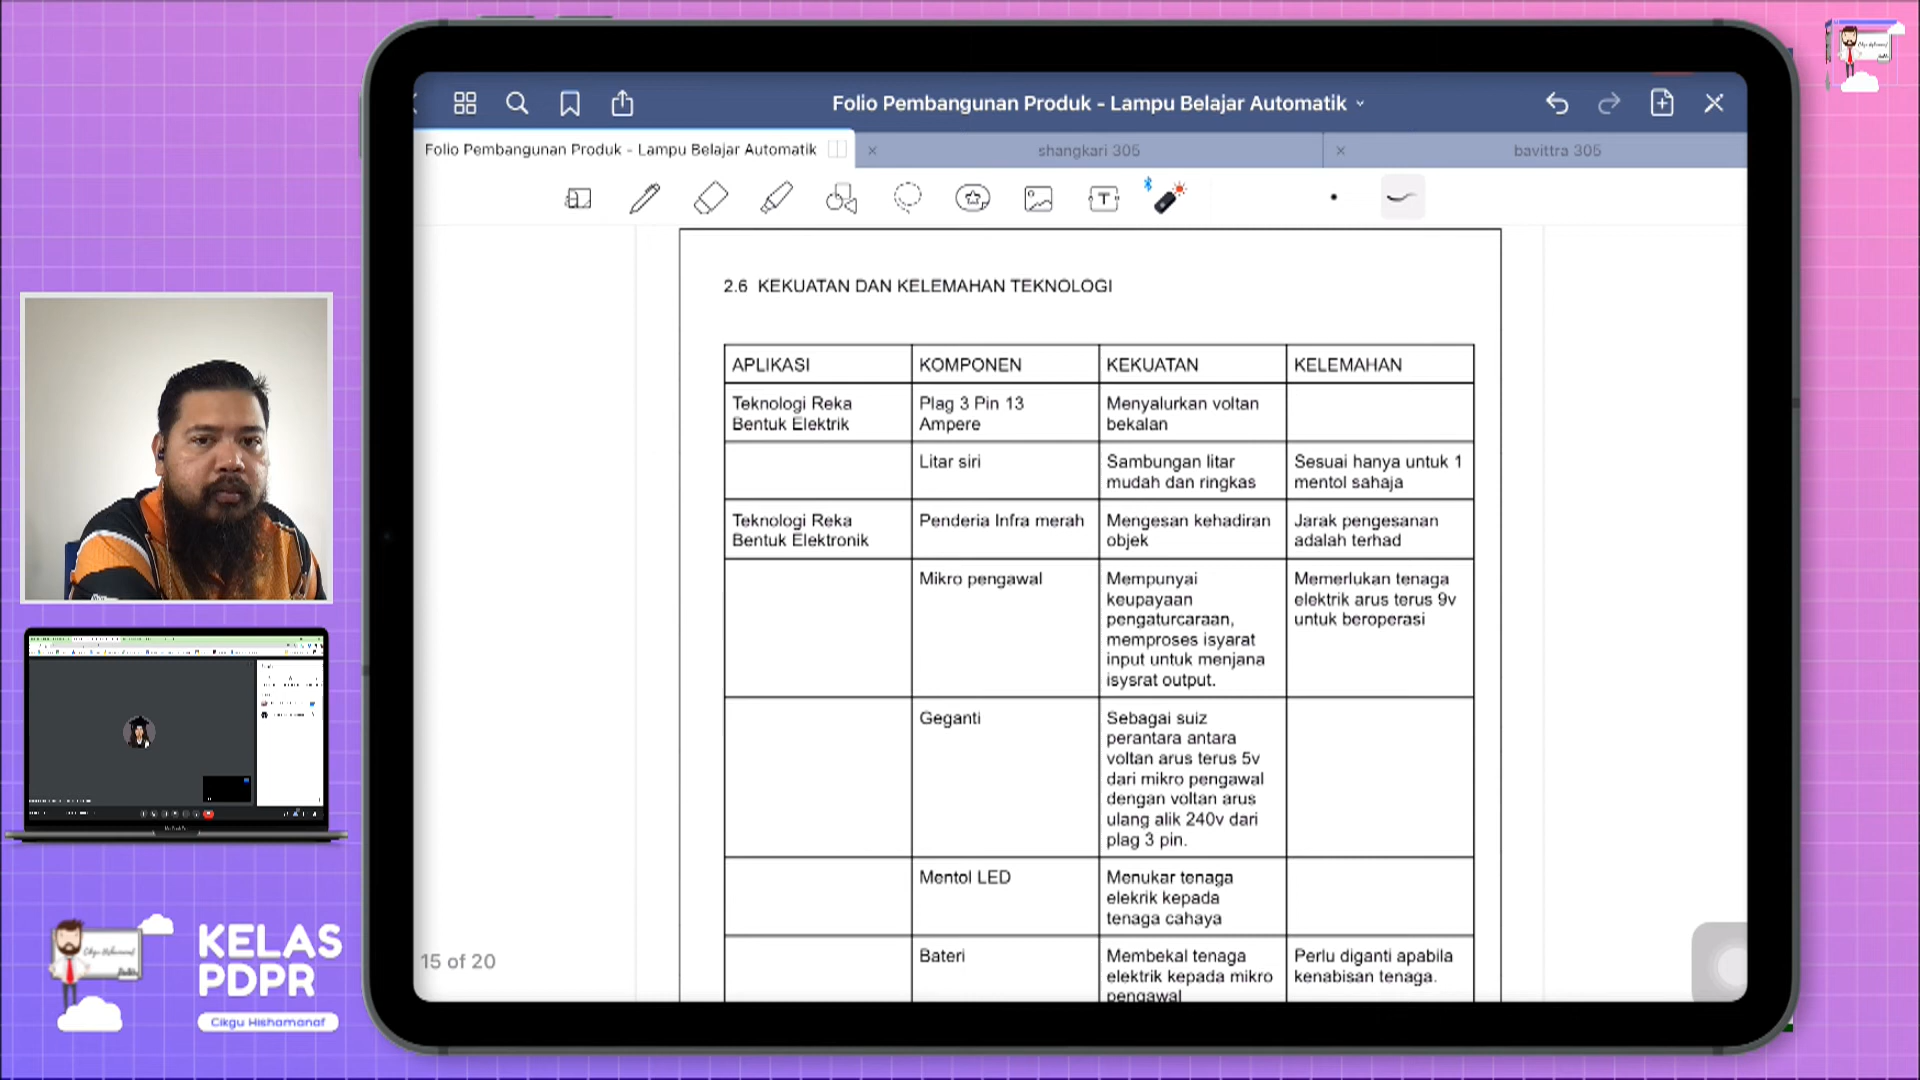 Folio Pembangunan Produk - Lampu Belajar Automatik
Folio Pembangunan Produk - Lampu Belajar Automatik
shangkari 305
bavittra 305
2.6 KEKUATAN DAN KELEMAHAN TEKNOLOGI
APLIKASI
KOMPONEN
KEKUATAN
KELEMAHAN
Teknologi Reka
Bentuk Elektrik
Plag 3 Pin 13
Ampere
Menyalurkan voltan
bekalan
Litar siri
Sambungan litar
mudah dan ringkas
Sesuai hanya untuk 1
mentol sahaja
Teknologi Reka
Bentuk Elektronik
Penderia Infra merah
Mengesan kehadiran
objek
Jarak pengesanan
adalah terhad
Mikro pengawal
Mempunyai
keupayaan
pengaturcaraan,
memproses isyarat
input untuk menjana
isysrat output.
Memerlukan tenaga
elektrik arus terus 9v
untuk beroperasi
Geganti
Sebagai suiz
perantara antara
voltan arus terus 5v
dari mikro pengawal
dengan voltan arus
ulang alik 240v dari
plag 3 pin.
Mentol LED
Menukar tenaga
elekrik kepada
tenaga cahaya
Bateri
Membekal tenaga
elektrik kepada mikro
pengawal
Perlu diganti apabila
kenabisan tenaga.
15 of 20
KELAS
PDPR
Cikgu Hishamanaf